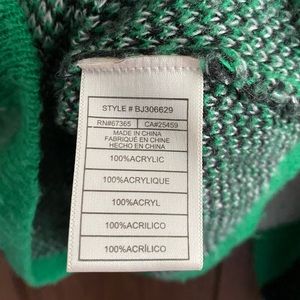 STYLE # BJ306629
RN#67365 CA#25459
MADE IN CHINA
FABRIQUÉ EN CHINE
HECHO EN CHINA
100%ACRYLIC
100%ACRYLIQUE
100%ACRYL
100%ACRILICO
100%ACRÍLICO